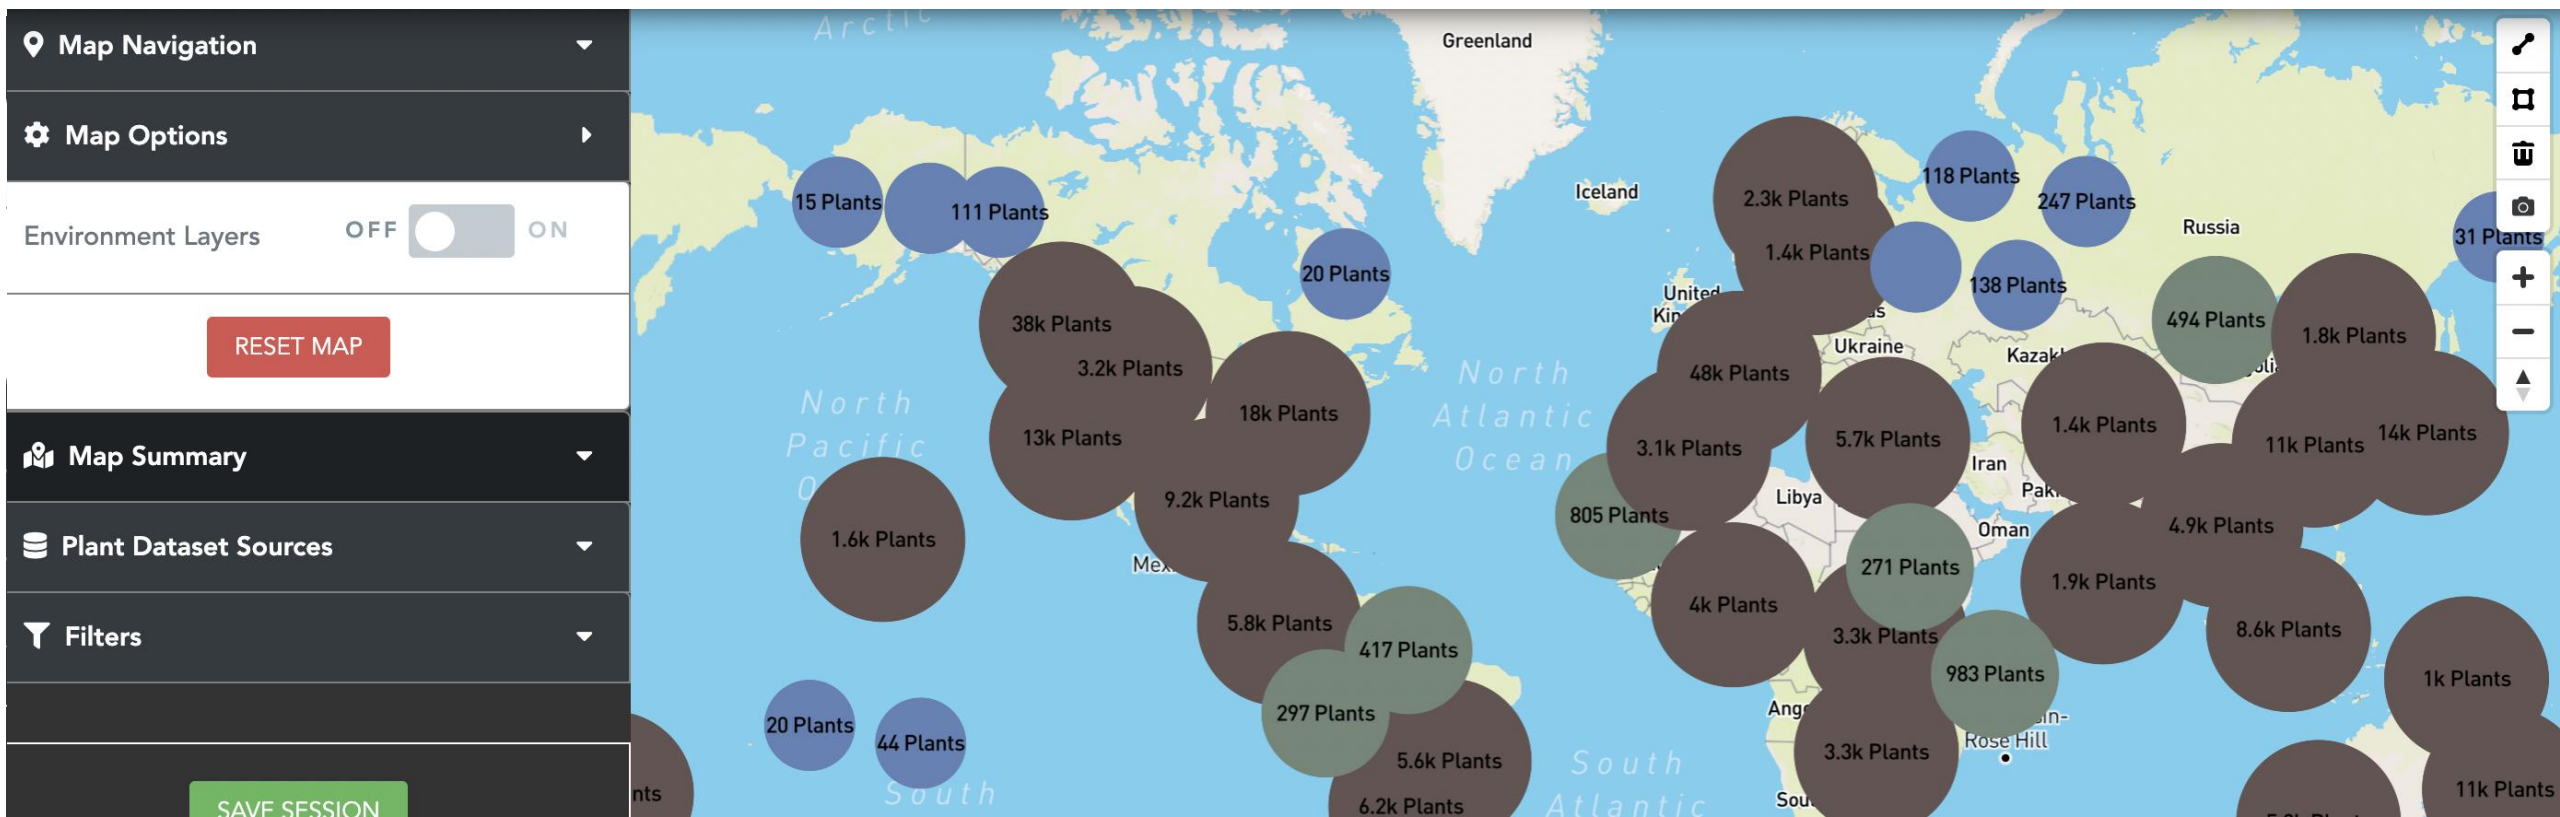 Map Navigation
Map Options
Environment Layers
OFF
ON
RESET MAP
Map Summary
Plant Dataset Sources
Filters
SAVE SESSION
Arctic
Greenland
Iceland
Russia
15 Plants
111 Plants
20 Plants
2.3k Plants
1.4k Plants
118 Plants
247 Plants
138 Plants
31 Plants
United
Ukraine
494 Plants
1.8k Plants
38k Plants
3.2k Plants
13k Plants
18k Plants
North
Pacific
North
Atlantic
Ocean
48k Plants
3.1k Plants
5.7k Plants
1.4k Plants
11k Plants
14k Plants
Iran
Libya
Oman
805 Plants
4.9k Plants
9.2k Plants
1.6k Plants
271 Plants
1.9k Plants
4k Plants
3.3k Plants
5.8k Plants
417 Plants
297 Plants
983 Plants
8.6k Plants
1k Plants
Rose Hill
20 Plants
44 Plants
South
5.6k Plants
6.2k Plants
South
Atlantic
3.3k Plants
11k Plants